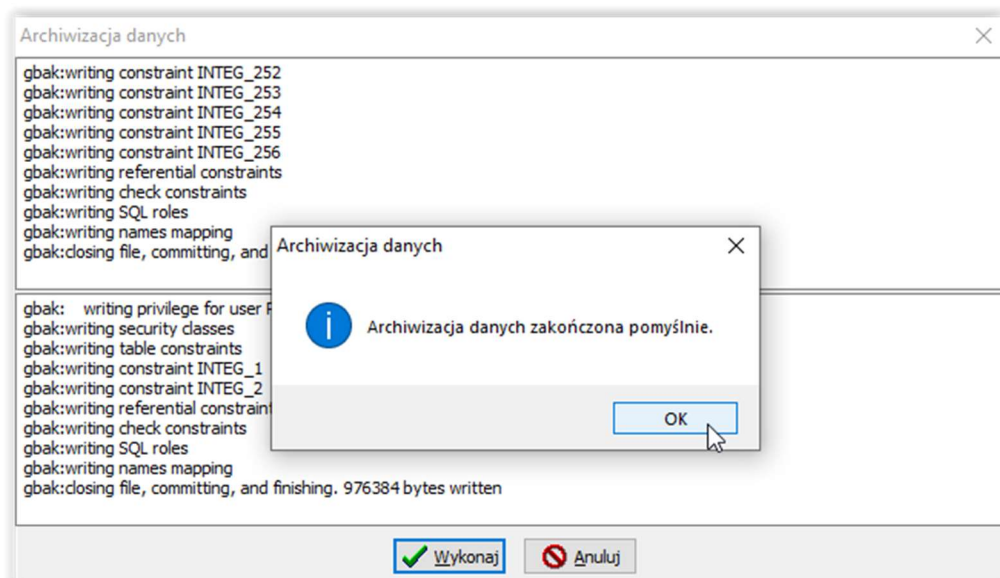 Archiwizacja danych
gbak:writing constraint INTEG_252
gbak:writing constraint INTEG_253
gbak:writing constraint INTEG_254
gbak:writing constraint INTEG_255
gbak:writing constraint INTEG_256
gbak:writing referential constraints
gbak:writing check constraints
gbak:writing SQL roles
gbak:writing names mapping
gbak:closing file, committing, and
Archiwizacja danych
Archiwizacja danych zakończona pomyślnie.
OK
gbak: writing privilege for user
gbak:writing security classes
gbak:writing table constraints
gbak:writing constraint INTEG_1
gbak:writing constraint INTEG_2
gbak:writing referential constraint
gbak:writing check constraints
gbak:writing SQL roles
gbak:writing names mapping
gbak:closing file, committing, and finishing. 976384 bytes written
Wykonaj
Anuluj